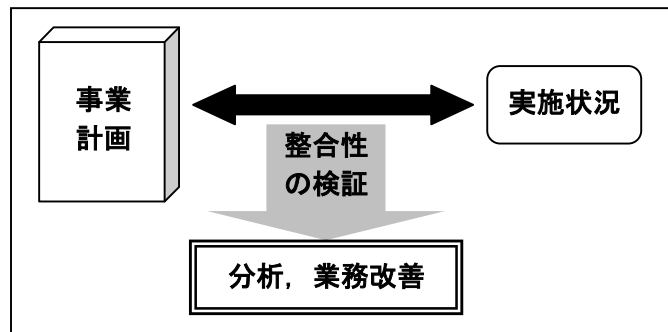 事業
計画
実施状況
整合性
の検証
分析，業務改善